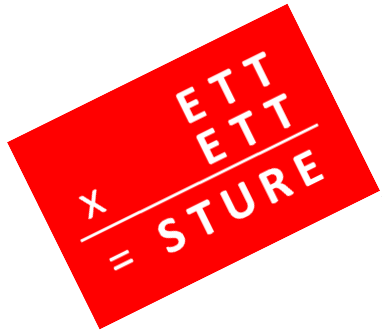 ETT
x ETT
= STURE